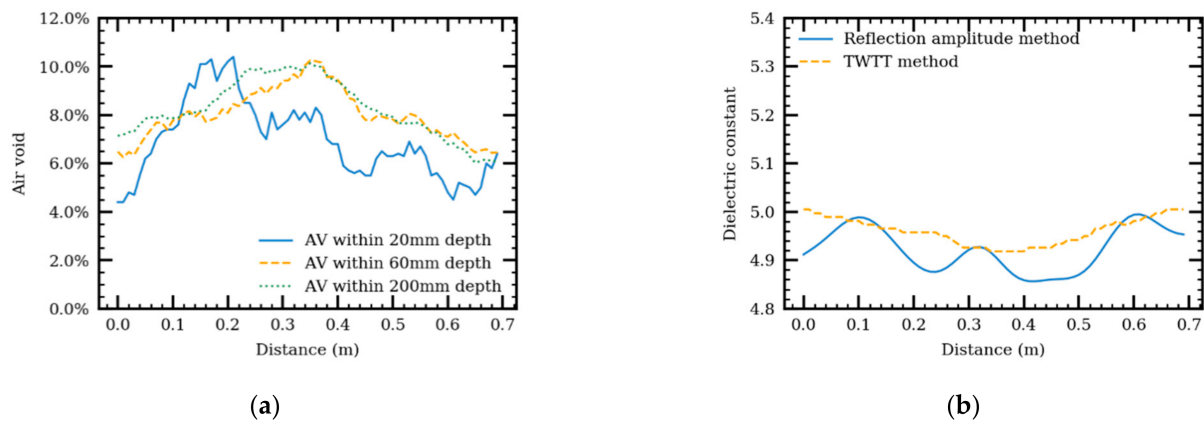 12.0%
10.0%
8.0%
6.0%
4.0%
2.0%
0.0%
Air void
AV within 20mm depth
AV within 60mm depth
AV within 200mm depth
0.0 0.1 0.2 0.3 0.4 0.5 0.6 0.7
Distance (m)
(a)
5.4
5.3
5.2
5.1
5.0
4.9
4.8
Dielectric constant
Reflection amplitude method
TWTT method
0.0 0.1 0.2 0.3 0.4 0.5 0.6 0.7
Distance (m)
(b)